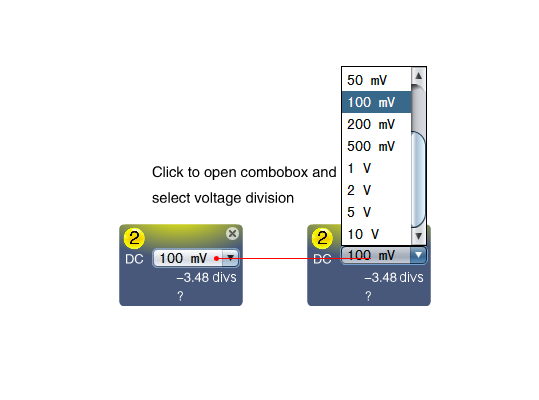 50 mV
100 mV
200 mV
500 mV
1 V
2 V
5 V
10 V
Click to open combobox and
select voltage division
2
DC 100 mV
−3.48 divs
?
2
DC 100 mV
−3.48 divs
?